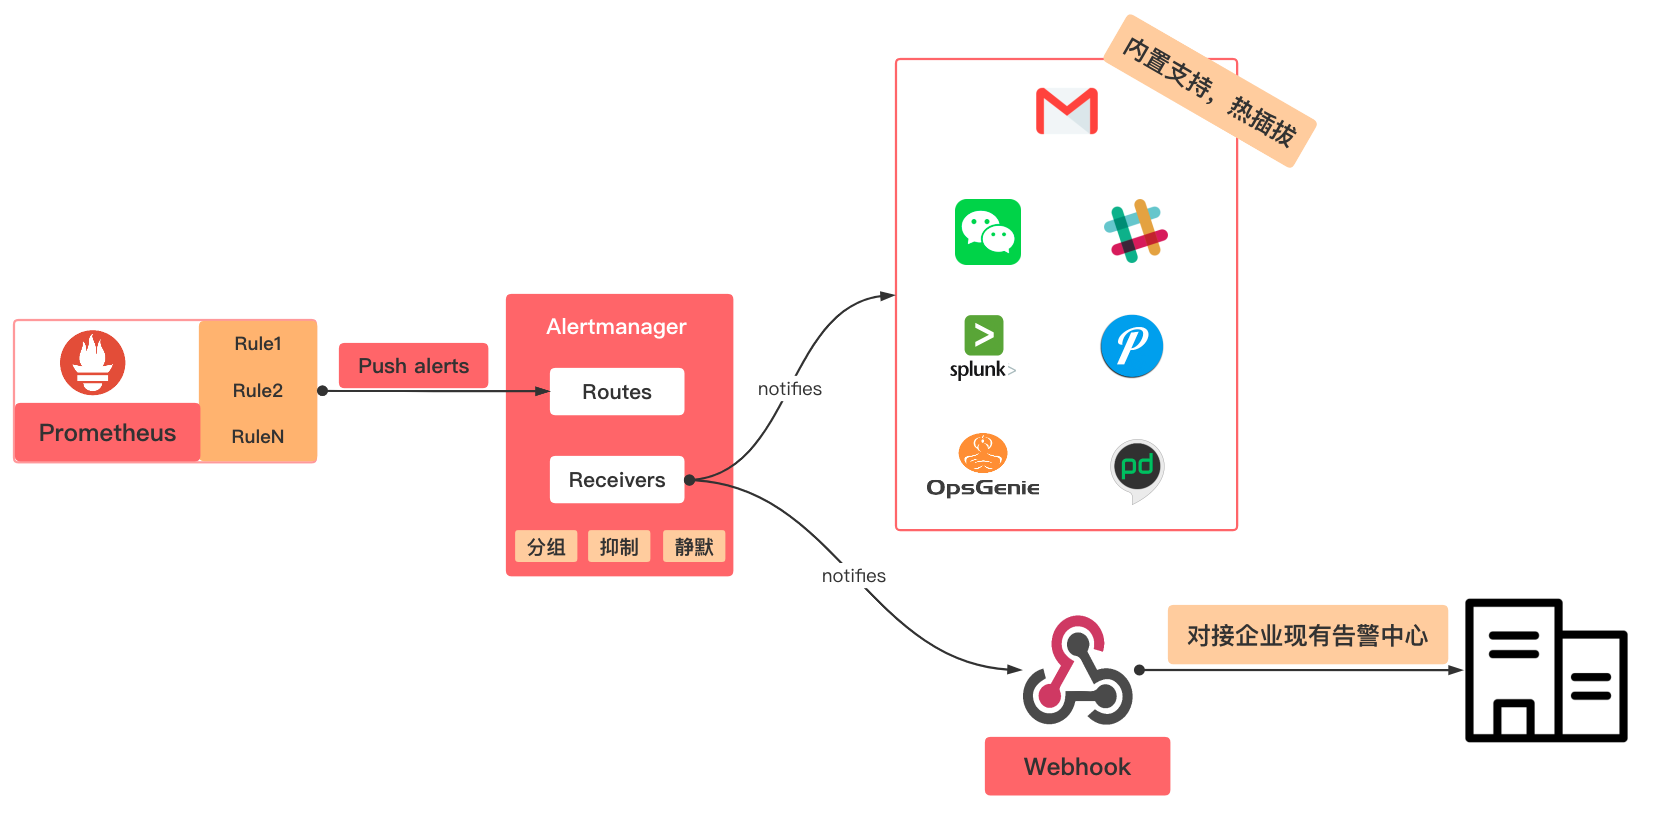 内置支持，热插拔
splunk>
OpsGenie
pd
Prometheus
Rule1
Rule2
RuleN
Push alerts
Alertmanager
Routes
Receivers
分组
抑制
静默
notifies
notifies
Webhook
对接企业现有告警中心